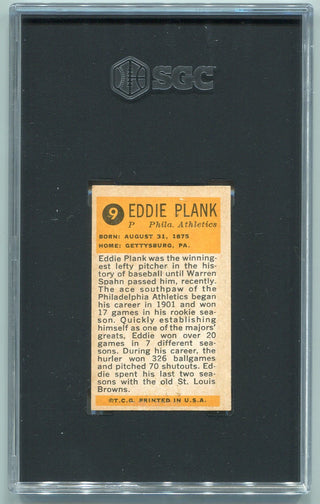 SGC
9 EDDIE PLANK
P Phila. Athletics
BORN: AUGUST 31, 1875
HOME: GETTYSBURG, PA.
Eddie Plank was the winning-
est lefty pitcher in the his-
tory of baseball until Warren
Spahn passed him, recently.
The ace southpaw of the
Philadelphia Athletics began
his career in 1901 and won
17 games in his rookie sea-
son. Quickly establishing
himself as one of the majors'
greats, Eddie won over 20
games in 7 different sea-
sons. During his career, the
hurler won 326 ballgames
and pitched 70 shutouts. Ed-
die spent his last two sea-
sons with the old St. Louis
Browns.
©T.C.G. PRINTED IN U.S.A.